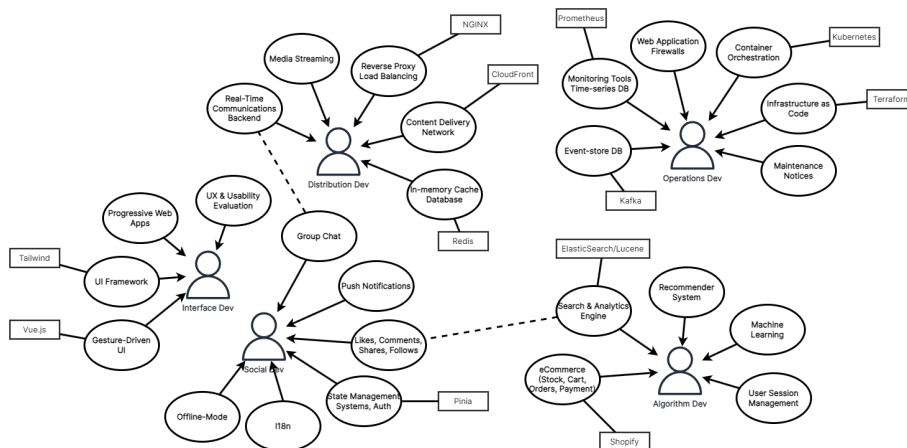 NGINX
Media Streaming
Reverse Proxy
Load Balancing
CloudFront
Real-Time
Communications
Backend
Content Delivery
Network
Distribution Dev
In-memory Cache
Database
Redis
Prometheus
Web Application
Firewalls
Container
Orchestration
Kubernetes
Monitoring Tools
Time-series DB
Infrastructure as
Code
Terraform
Event-store DB
Operations Dev
Maintenance
Notices
Kafka
Progressive Web
Apps
UX & Usability
Evaluation
Tailwind
UI Framework
Interface Dev
Vue.js
Gesture-Driven
UI
Group Chat
Push Notifications
Likes, Comments,
Shares, Follows
Social Dev
State Management
Systems, Auth
Pinia
Offline-Mode
I18n
ElasticSearch/Lucene
Search & Analytics
Engine
Recommender
System
Machine
Learning
eCommerce
(Stock, Cart,
Orders, Payment)
Algorithm Dev
User Session
Management
Shopify